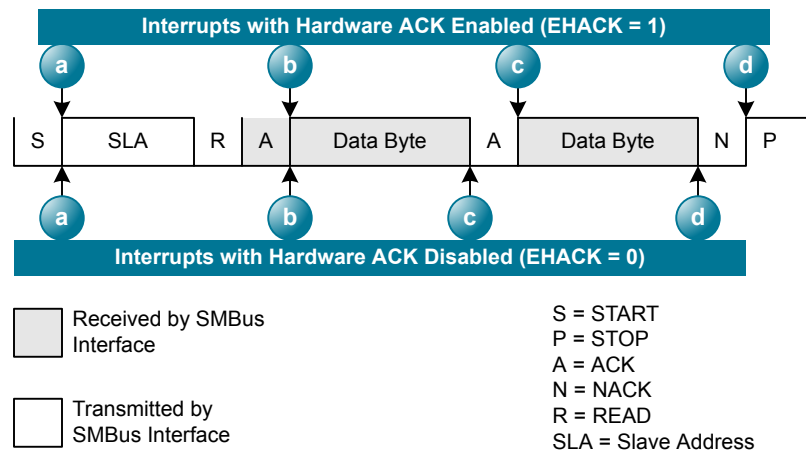 Interrupts with Hardware ACK Enabled (EHACK = 1)
a b c d
S SLA R A Data Byte A Data Byte N P
a b c d
Interrupts with Hardware ACK Disabled (EHACK = 0)
Received by SMBus
Interface
Transmitted by
SMBus Interface
S = START
P = STOP
A = ACK
N = NACK
R = READ
SLA = Slave Address